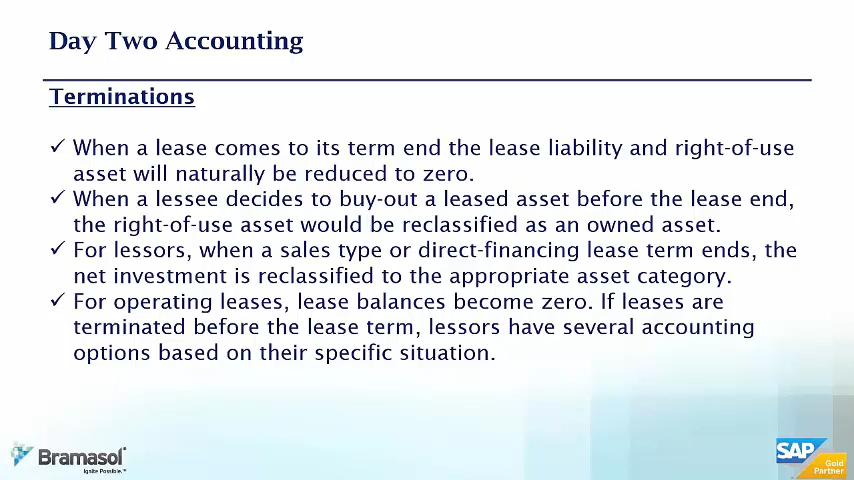 Day Two Accounting
Terminations
✓ When a lease comes to its term end the lease liability and right-of-use
asset will naturally be reduced to zero.
✓ When a lessee decides to buy-out a leased asset before the lease end,
the right-of-use asset would be reclassified as an owned asset.
✓ For lessors, when a sales type or direct-financing lease term ends, the
net investment is reclassified to the appropriate asset category.
✓ For operating leases, lease balances become zero. If leases are
terminated before the lease term, lessors have several accounting
options based on their specific situation.
Bramasol
Ignite Possible.™
SAP
Gold
Partner